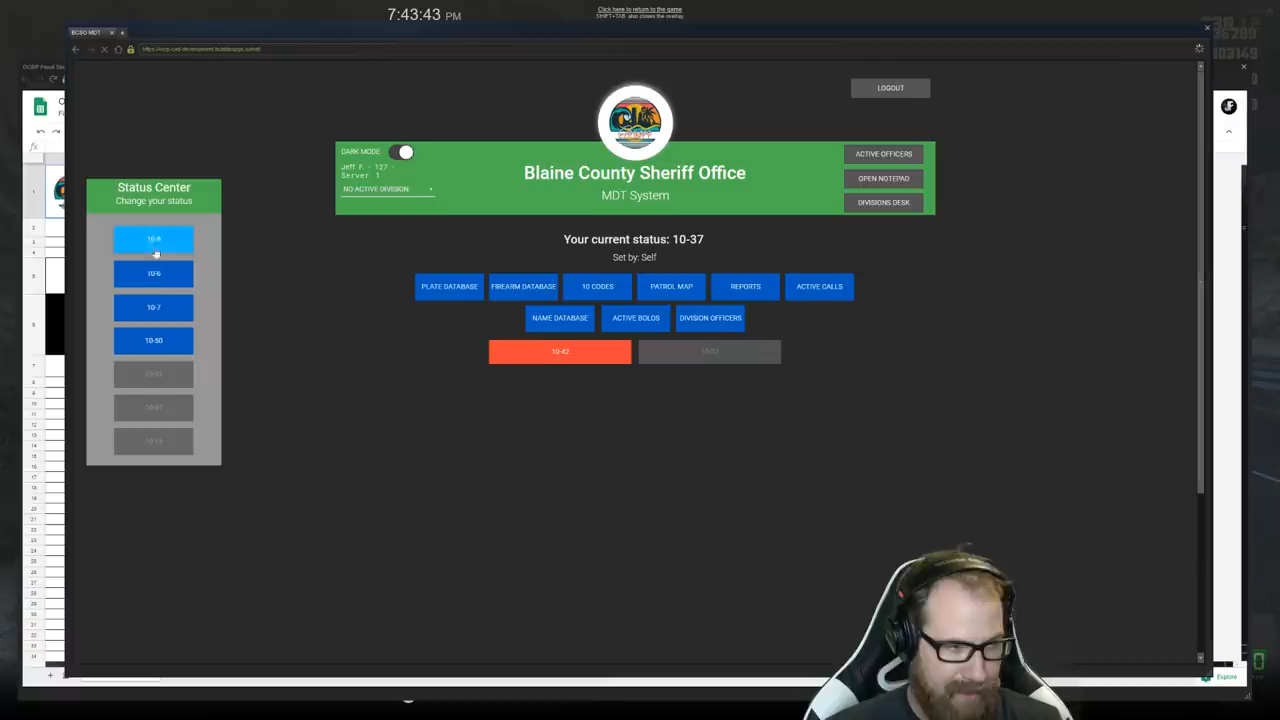 7:43:43 PM
Click here to return to the game
SHIFT+TAB also closes the overlay
BCSO MDT
LOGOUT
DARK MODE
Jeff F. - 127 -
Server 1
NO ACTIVE DIVISION
Blaine County Sheriff Office
MDT System
ACTIVE OFFICERS
OPEN NOTEPAD
DIVISIONS DESK
Status Center
Change your status
10-8
10-6
10-7
10-50
Your current status: 10-37
Set by: Self
PLATE DATABASE
FIREARM DATABASE
10 CODES
PATROL MAP
REPORTS
ACTIVE CALLS
NAME DATABASE
ACTIVE BOLOS
DIVISION OFFICERS
10-42
Explore